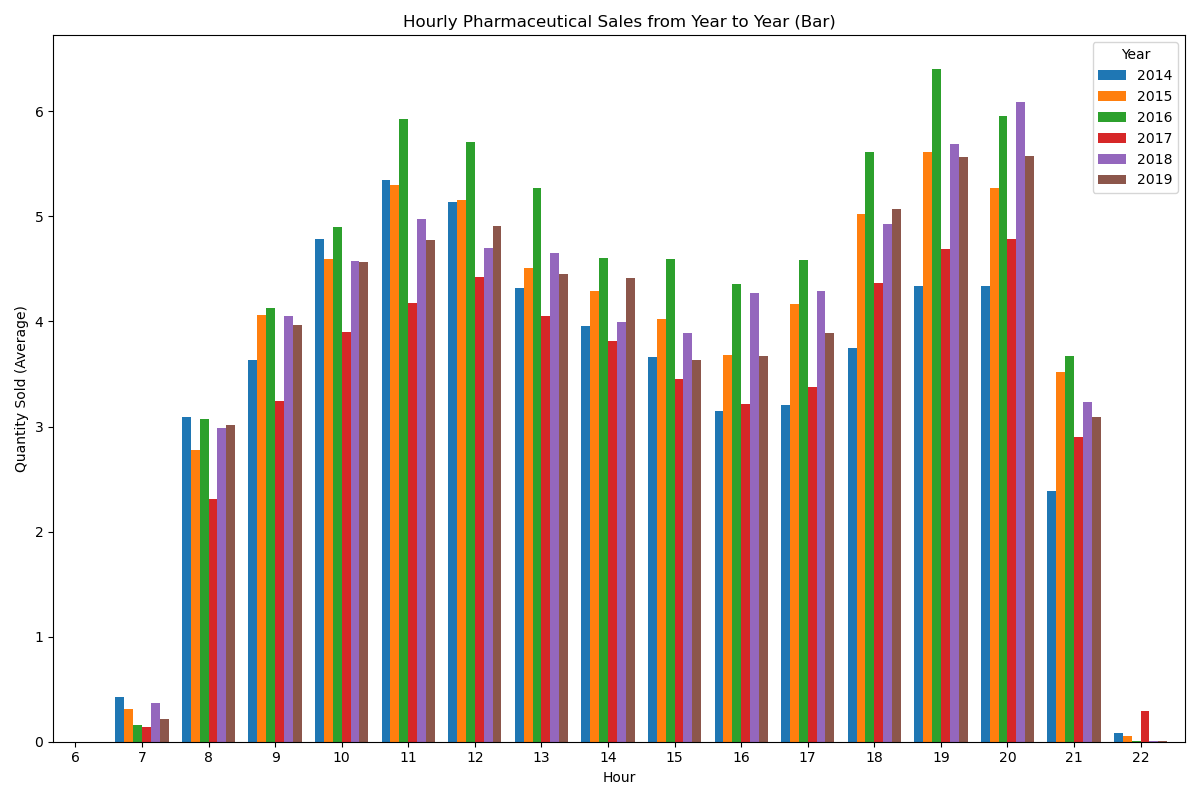 Hourly Pharmaceutical Sales from Year to Year (Bar)
Year
2014
2015
2016
2017
2018
2019
Quantity Sold (Average)
6
5
4
3
2
1
0
6 7 8 9 10 11 12 13 14 15 16 17 18 19 20 21 22
Hour